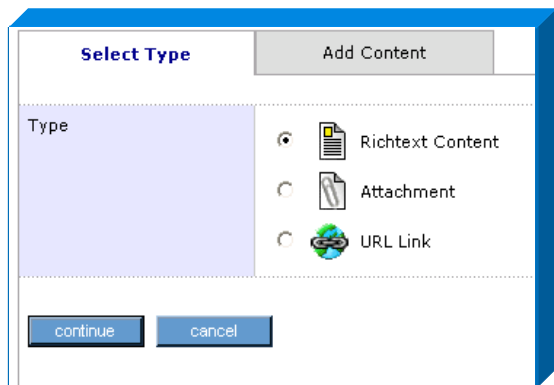 Select Type
Add Content
Type
Richtext Content
Attachment
URL Link
continue
cancel